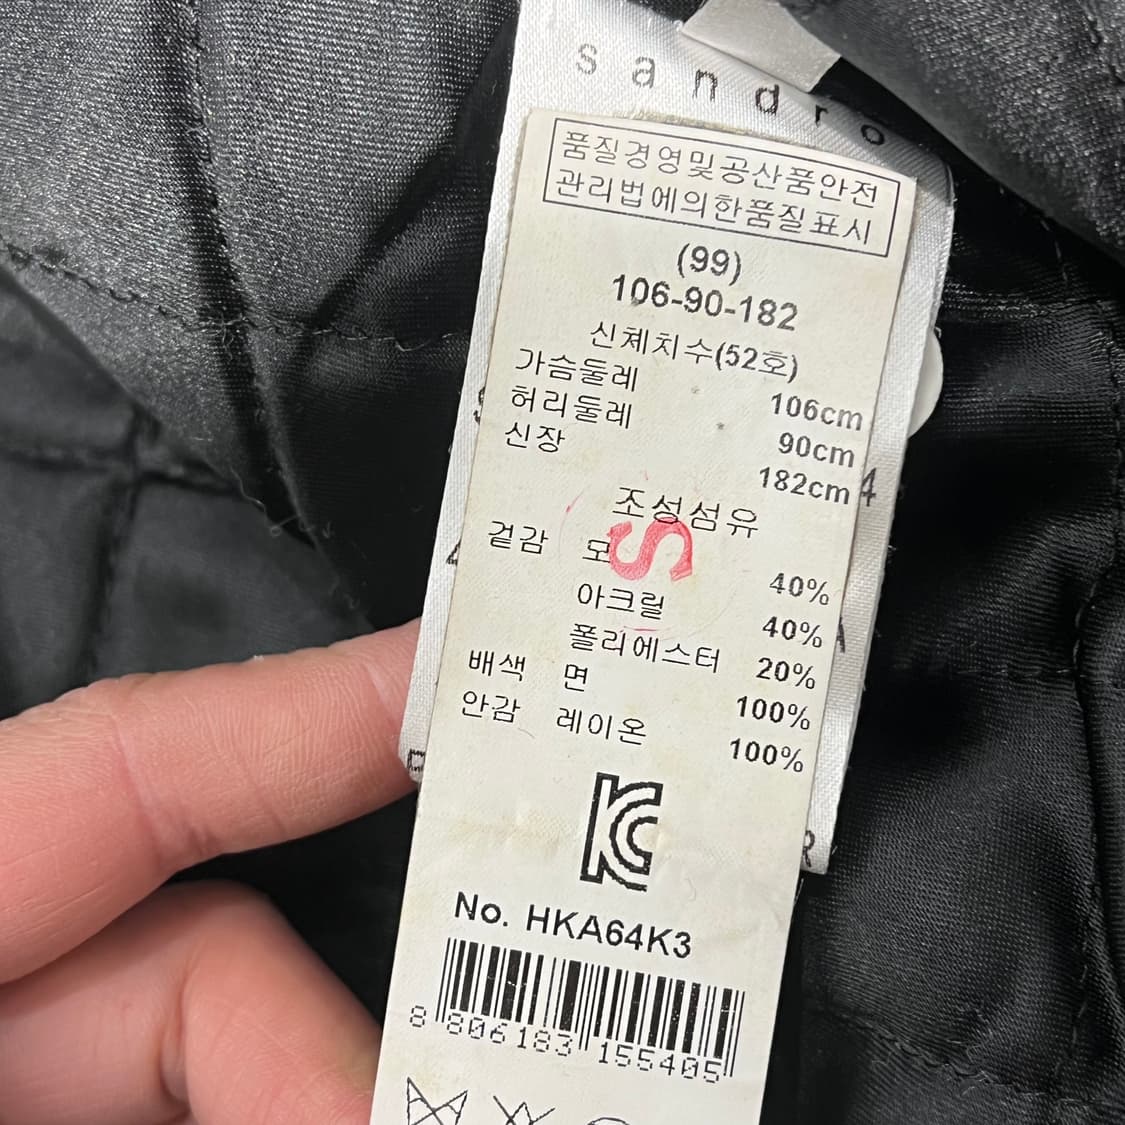 sandro
품질경영및공산품안전
관리법에의한품질표시
(99)
106-90-182
신체치수(52호)
가슴둘레 106cm
허리둘레 90cm
신장 182cm
조성섬유
겉감 모 40%
아크릴 40%
폴리에스터 20%
배색 면 100%
안감 레이온 100%
S
KC
No. HKA64K3
8 806183 155405